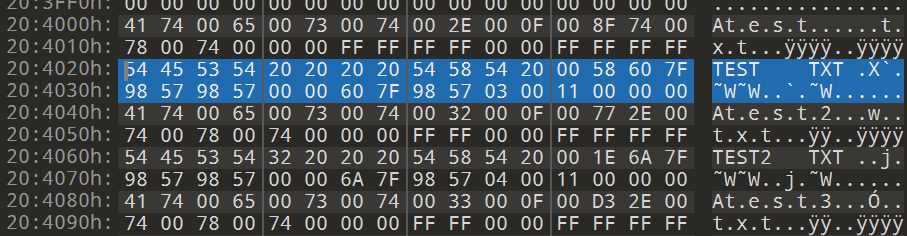 20:3FF0h: 00 00 00 00 00 00 00 00 00 00 00 00 00 00 00 00 ................
20:4000h: 41 74 00 65 00 73 00 74 00 2E 00 0F 00 8F 74 00 At.e.s.t......t.
20:4010h: 78 00 74 00 00 00 FF FF FF FF 00 00 FF FF FF FF x.t...ÿÿÿÿ..ÿÿÿÿ
20:4020h: 54 45 53 54 20 20 20 20 54 58 54 20 00 58 60 7F TEST    TXT .X`.
20:4030h: 98 57 98 57 00 00 60 7F 98 57 03 00 11 00 00 00 ˜W˜W..`.˜W......
20:4040h: 41 74 00 65 00 73 00 74 00 32 00 0F 00 77 2E 00 At.e.s.t.2...w..
20:4050h: 74 00 78 00 74 00 00 00 FF FF 00 00 FF FF FF FF t.x.t...ÿÿ..ÿÿÿÿ
20:4060h: 54 45 53 54 32 20 20 20 54 58 54 20 00 1E 6A 7F TEST2   TXT ..j.
20:4070h: 98 57 98 57 00 00 6A 7F 98 57 04 00 11 00 00 00 ˜W˜W..j.˜W......
20:4080h: 41 74 00 65 00 73 00 74 00 33 00 0F 00 D3 2E 00 At.e.s.t.3...Ó..
20:4090h: 74 00 78 00 74 00 00 00 FF FF 00 00 FF FF FF FF t.x.t...ÿÿ..ÿÿÿÿ